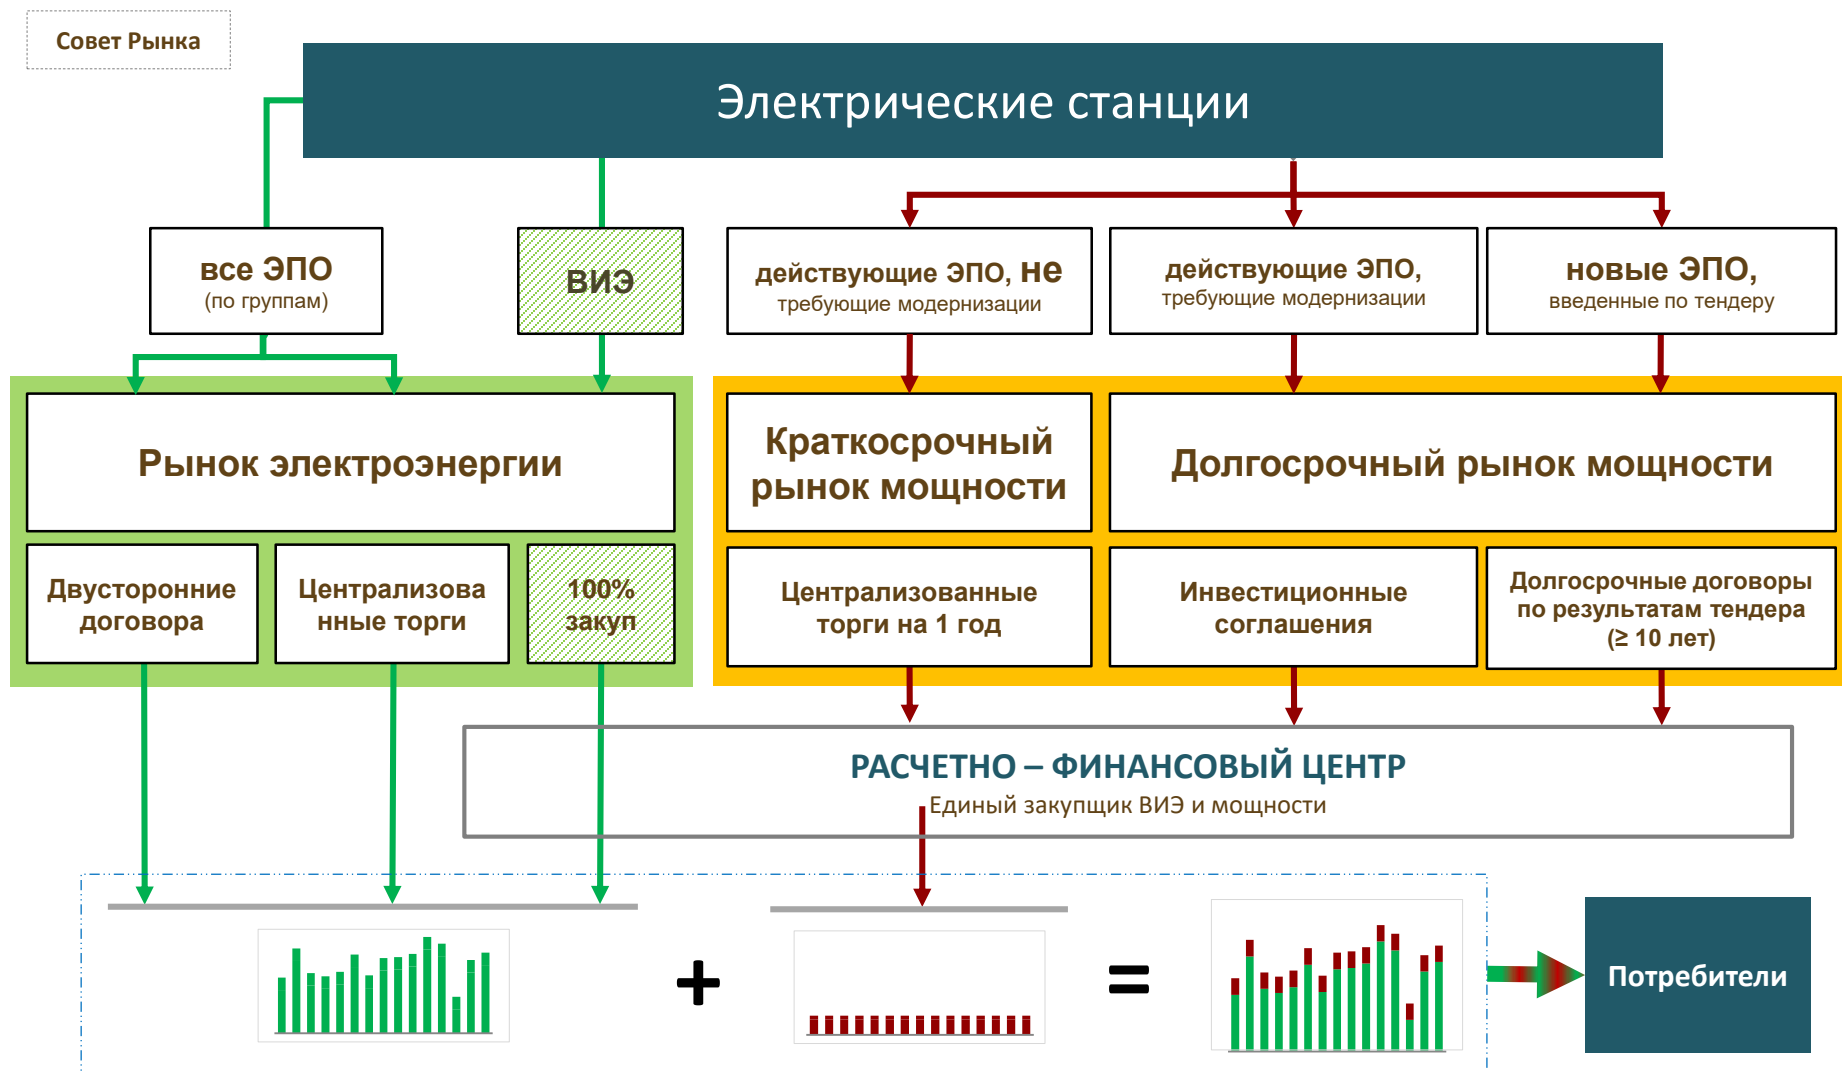 Совет Рынка
Электрические станции
все ЭПО
(по группам)
ВИЭ
действующие ЭПО, не
требующие модернизации
действующие ЭПО,
требующие модернизации
новые ЭПО,
введенные по тендеру
Рынок электроэнергии
Краткосрочный
рынок мощности
Долгосрочный рынок мощности
Двусторонние
договора
Централизова
нные торги
100%
закуп
Централизованные
торги на 1 год
Инвестиционные
соглашения
Долгосрочные договоры
по результатам тендера
(≥ 10 лет)
РАСЧЕТНО – ФИНАНСОВЫЙ ЦЕНТР
Единый закупщик ВИЭ и мощности
+
=
Потребители